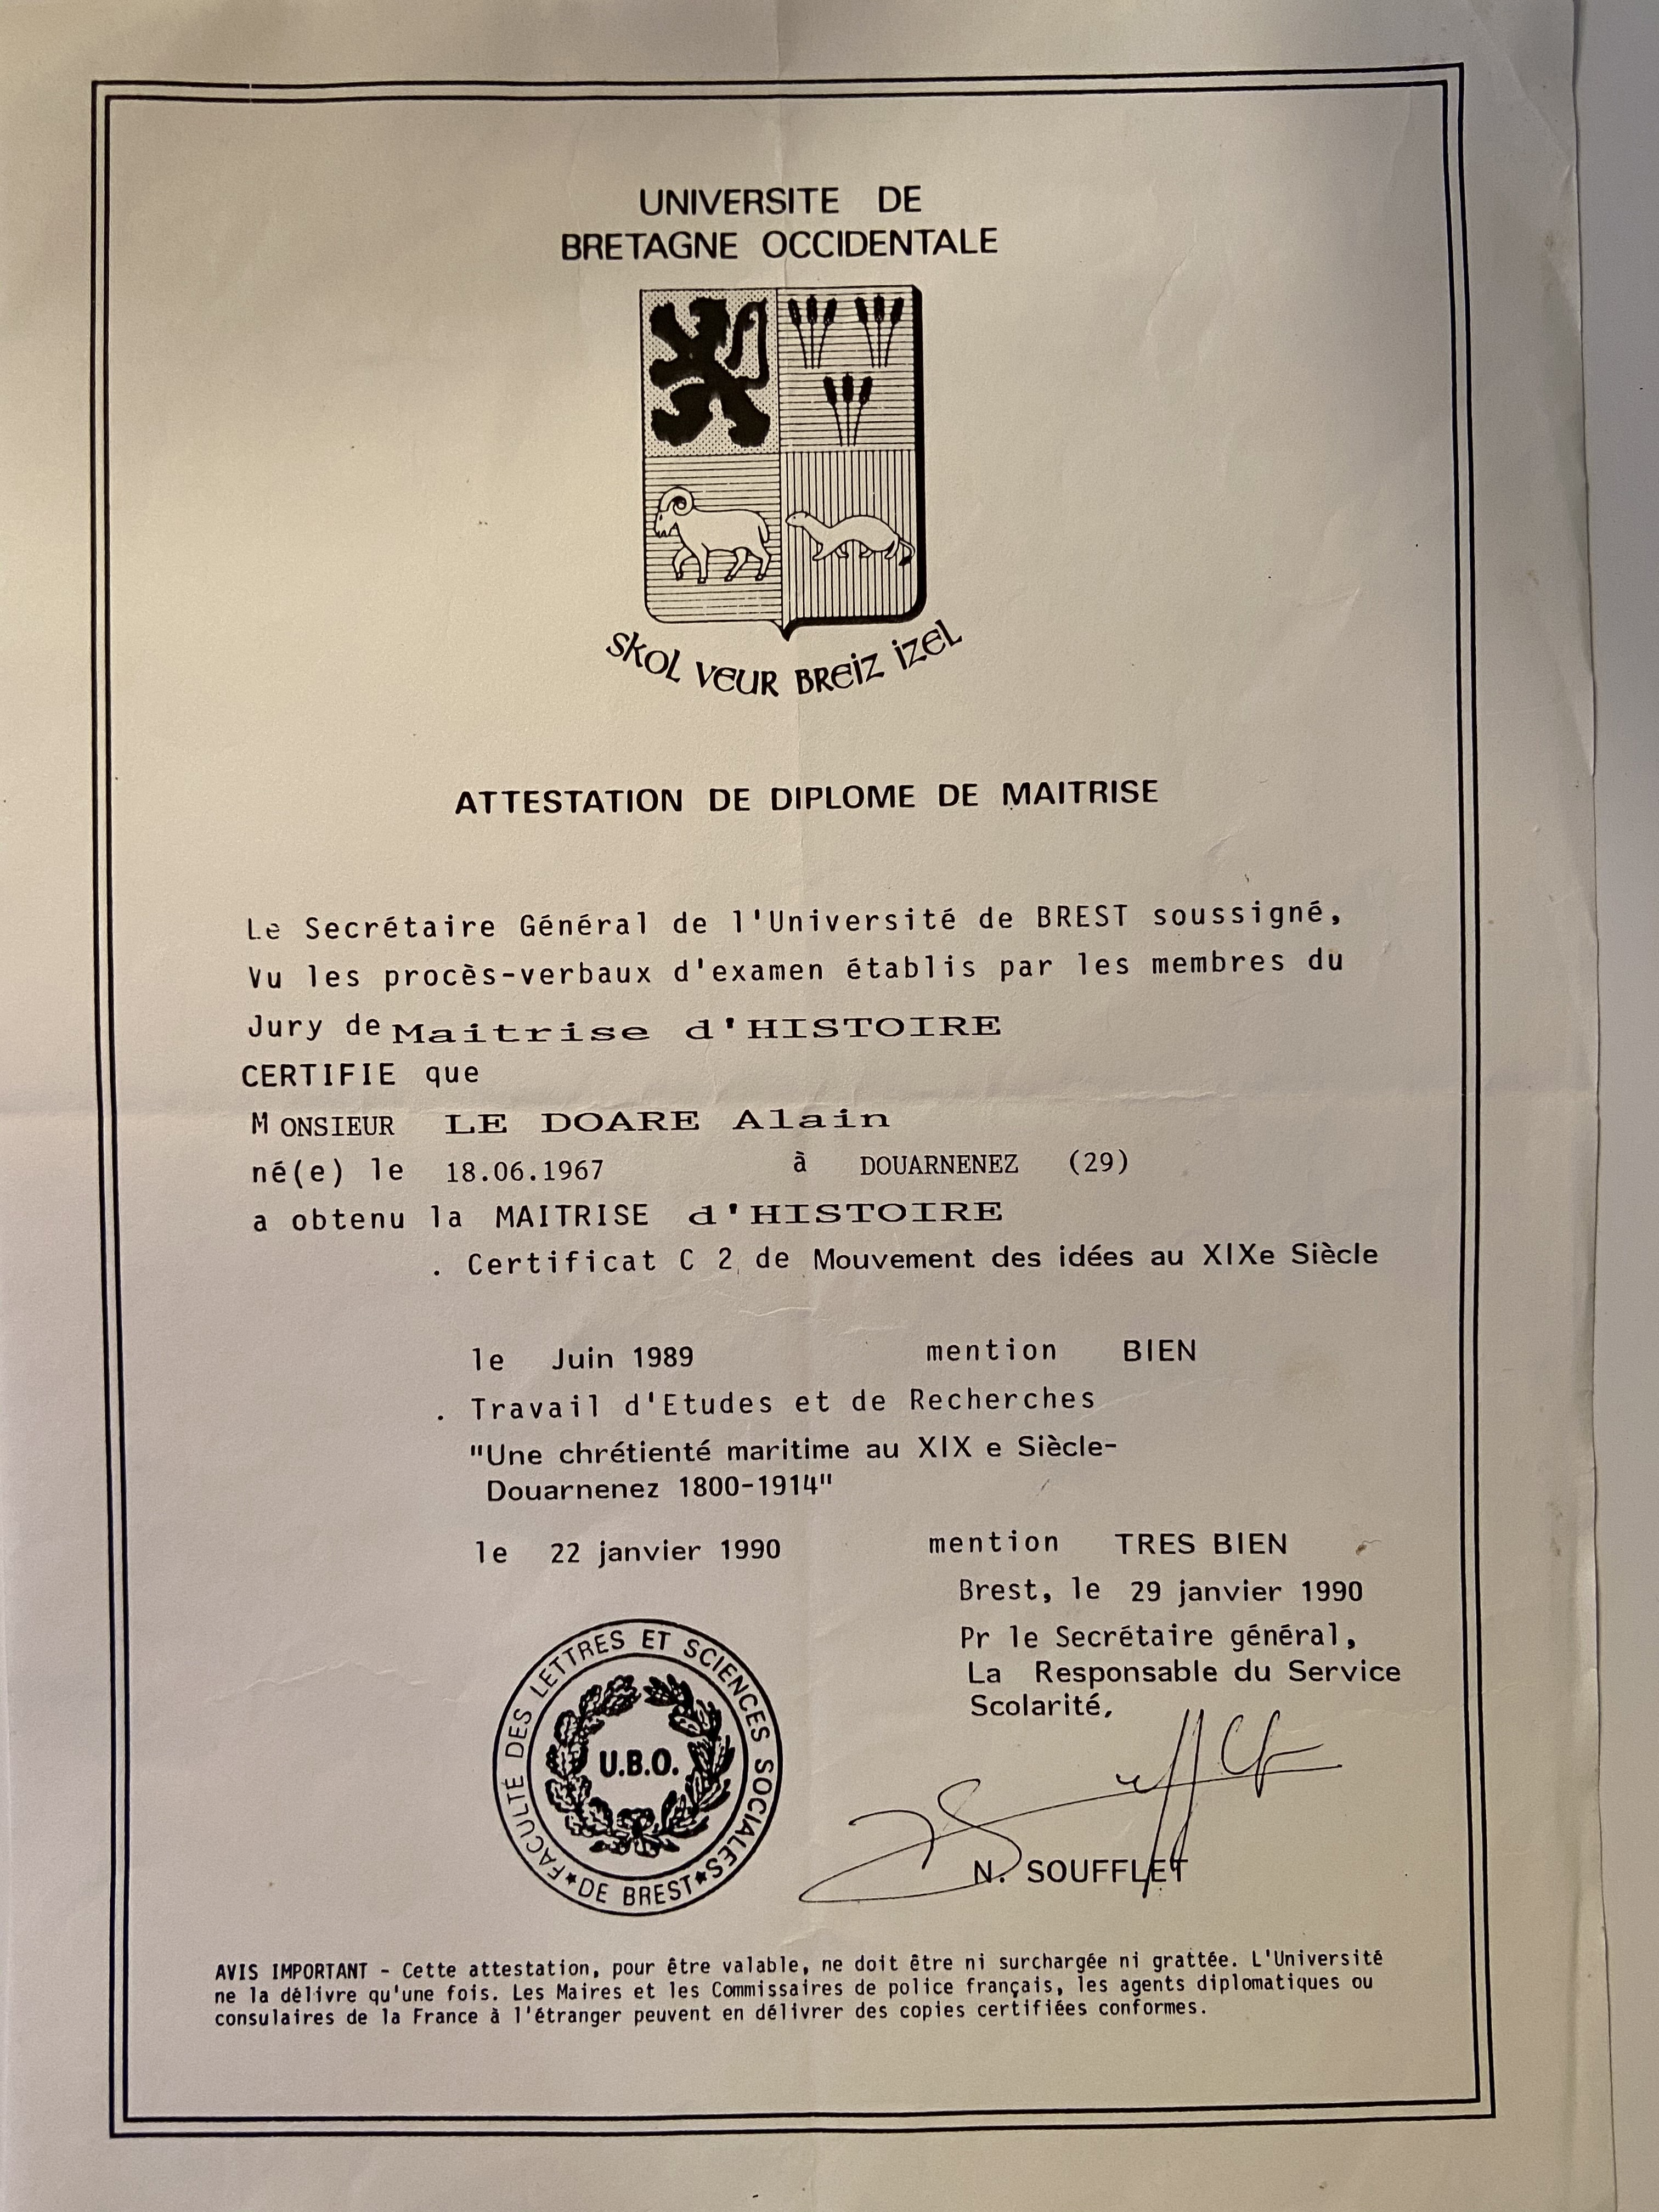 UNIVERSITE DE
BRETAGNE OCCIDENTALE
SKOL VEUR BREIZ IZEL
ATTESTATION DE DIPLOME DE MAITRISE
Le Secrétaire Général de l'Université de BREST soussigné,
Vu les procès-verbaux d'examen établis par les membres du
Jury de Maitrise d'HISTOIRE
CERTIFIE que
MONSIEUR LE DOARE Alain
né(e) le 18.06.1967 à DOUARNENEZ (29)
a obtenu la MAITRISE d'HISTOIRE
. Certificat C 2 de Mouvement des idées au XIXe Siècle
le Juin 1989 mention BIEN
. Travail d'Etudes et de Recherches
"Une chrétienté maritime au XIX e Siècle-
Douarnenez 1800-1914"
le 22 janvier 1990 mention TRES BIEN
Brest, le 29 janvier 1990
Pr le Secrétaire général,
La Responsable du Service
Scolarité,
FACULTÉ DES LETTRES ET SCIENCES SOCIALES
★ DE BREST ★
U.B.O.
N. SOUFFLET
AVIS IMPORTANT - Cette attestation, pour être valable, ne doit être ni surchargée ni grattée. L'Université
ne la délivre qu'une fois. Les Maires et les Commissaires de police français, les agents diplomatiques ou
consulaires de la France à l'étranger peuvent en délivrer des copies certifiées conformes.